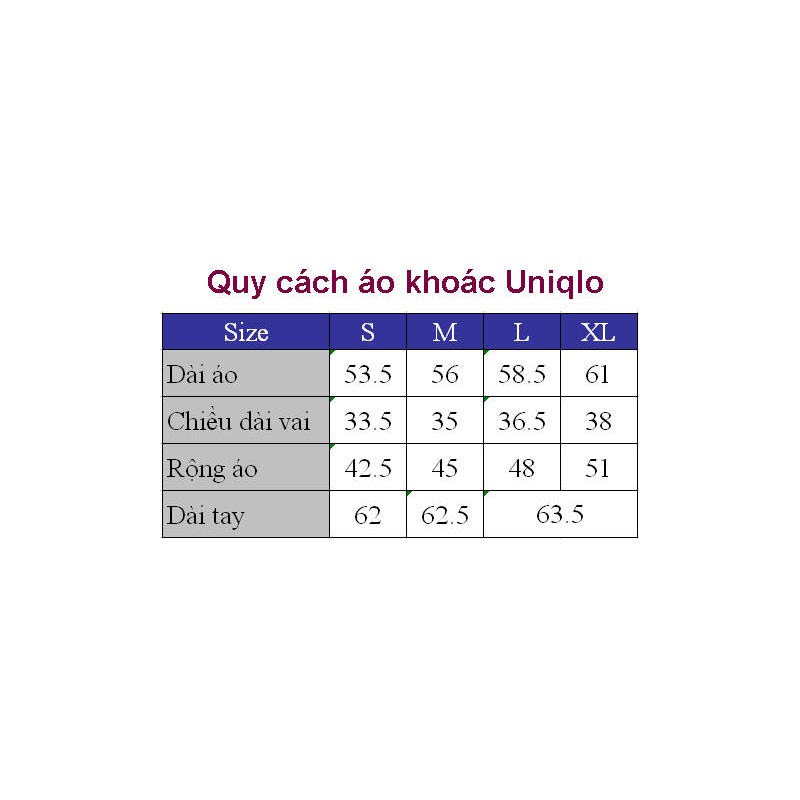 Quy cách áo khoác Uniqlo
Size S M L XL
Dài áo 53.5 56 58.5 61
Chiều dài vai 33.5 35 36.5 38
Rộng áo 42.5 45 48 51
Dài tay 62 62.5 63.5